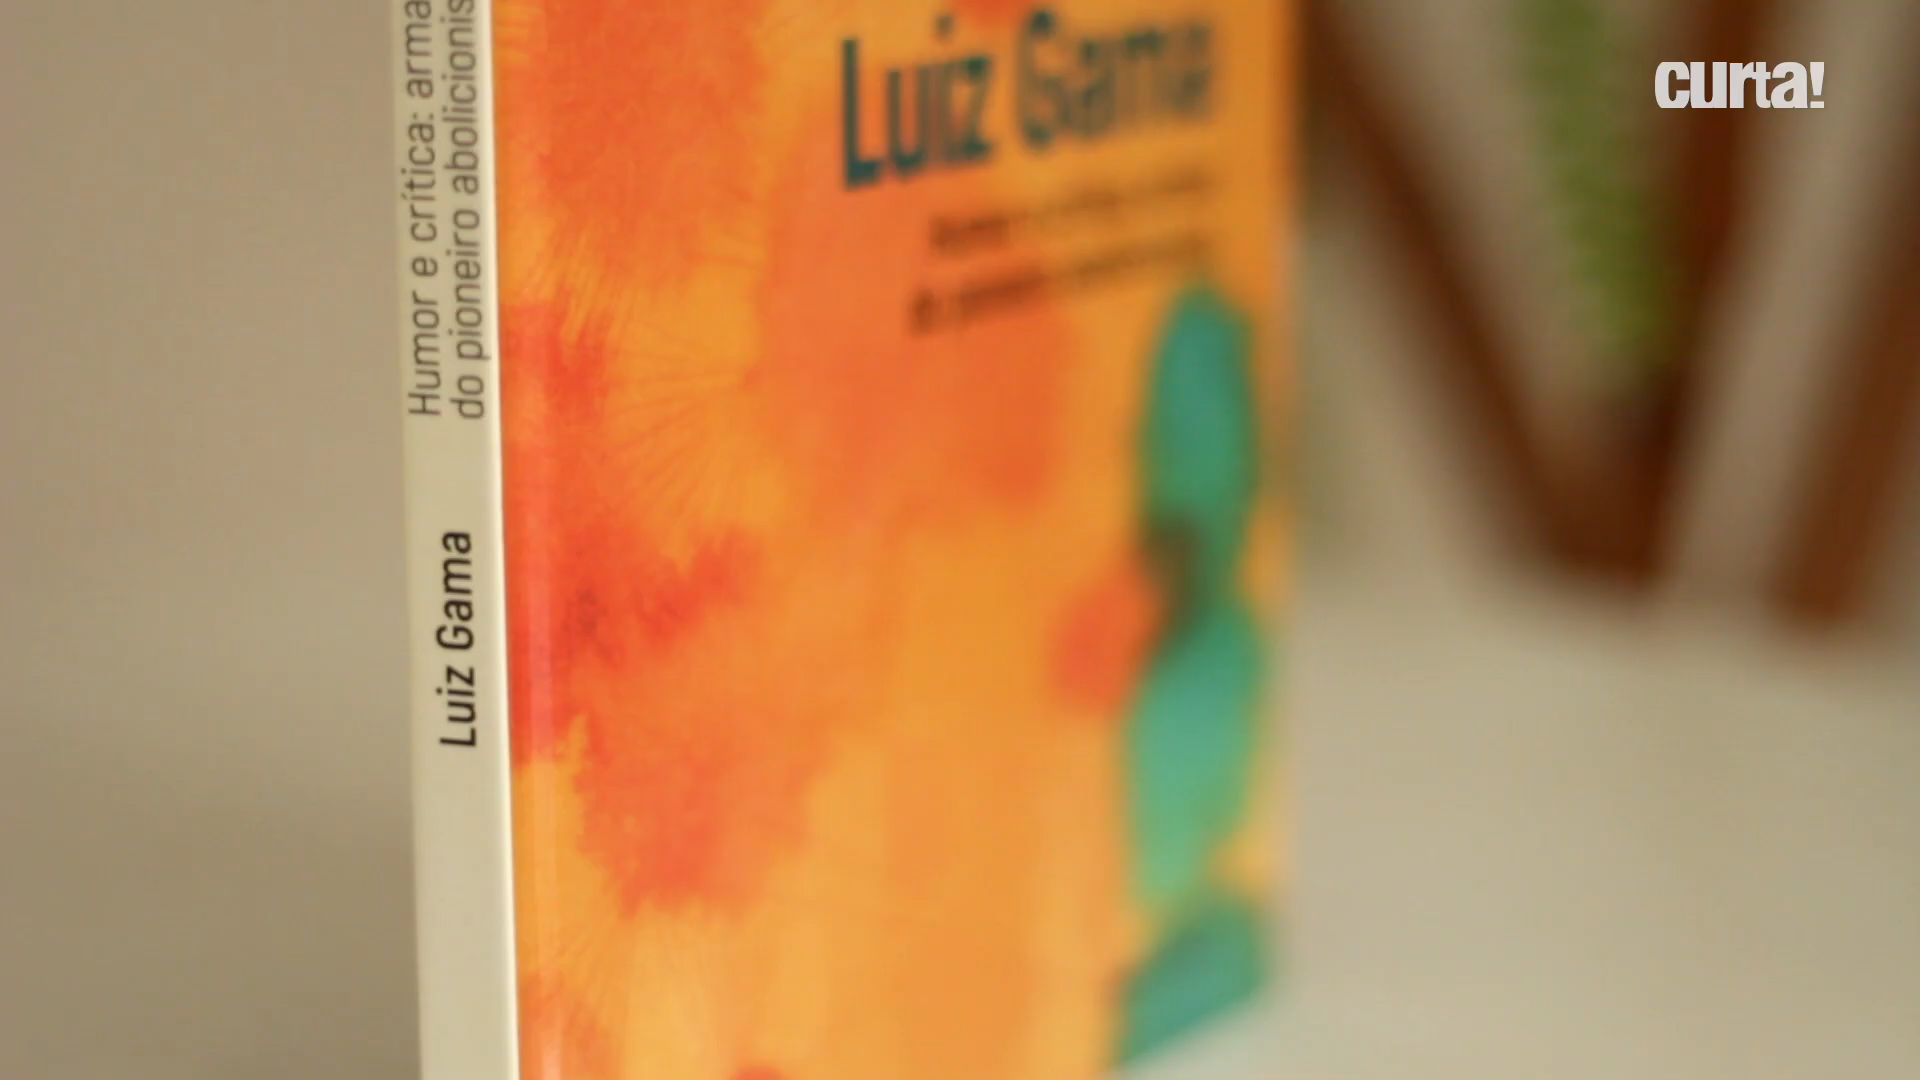 Humor e crítica: arma
do pioneiro abolicionis
Luiz Gama
Luiz Gama
curta!